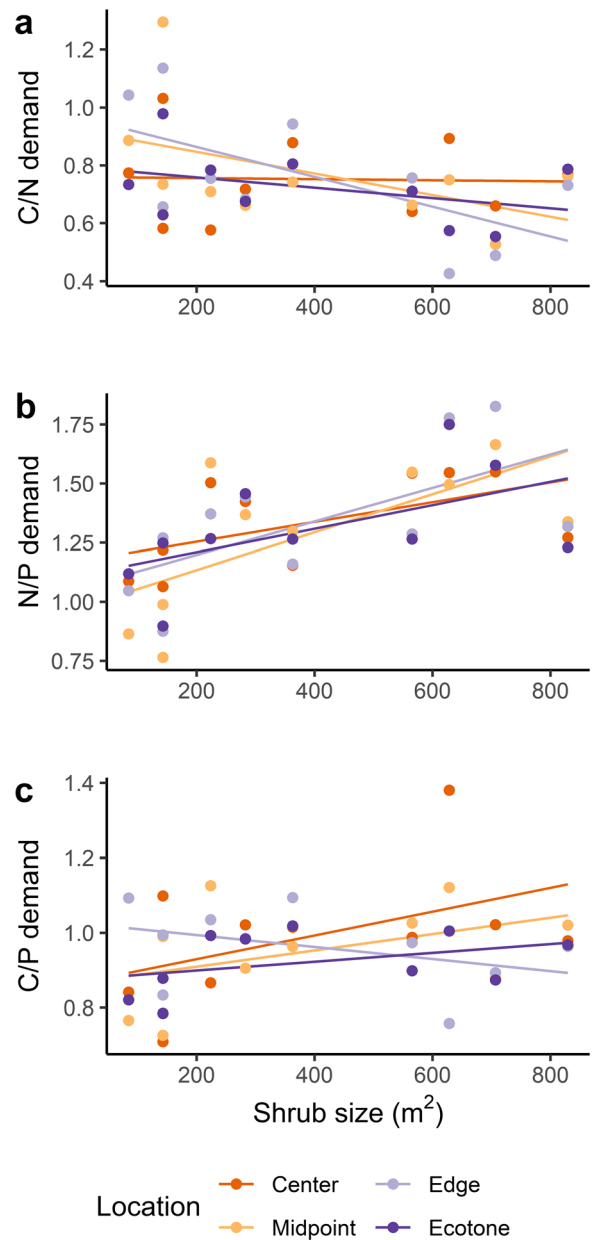 a
C/N demand
1.2
1.0
0.8
0.6
0.4
200 400 600 800
b
N/P demand
1.75
1.50
1.25
1.00
0.75
200 400 600 800
c
C/P demand
1.4
1.2
1.0
0.8
200 400 600 800
Shrub size (m²)
Location
Center Edge
Midpoint Ecotone